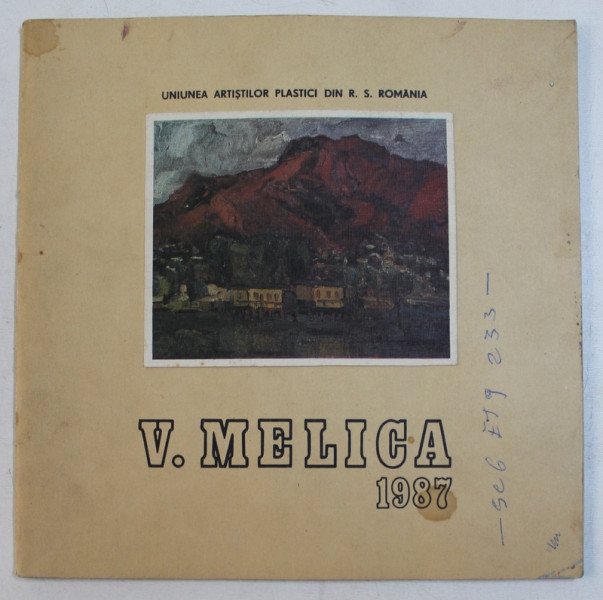 UNIUNEA ARTIȘTILOR PLASTICI DIN R. S. ROMÂNIA
V. MELICA
1987